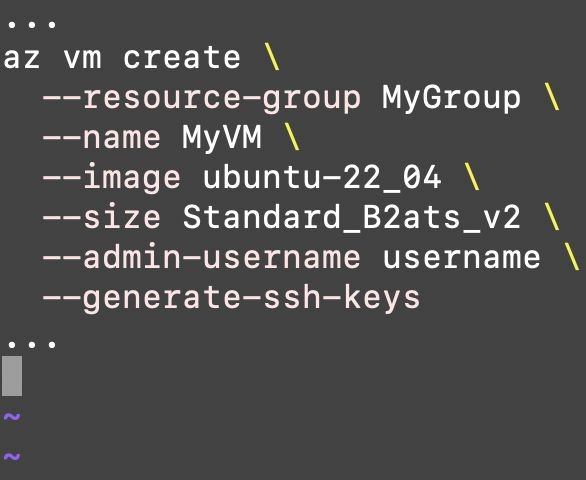 ...
az vm create \
  --resource-group MyGroup \
  --name MyVM \
  --image ubuntu-22_04 \
  --size Standard_B2ats_v2 \
  --admin-username username \
  --generate-ssh-keys
...
~
~